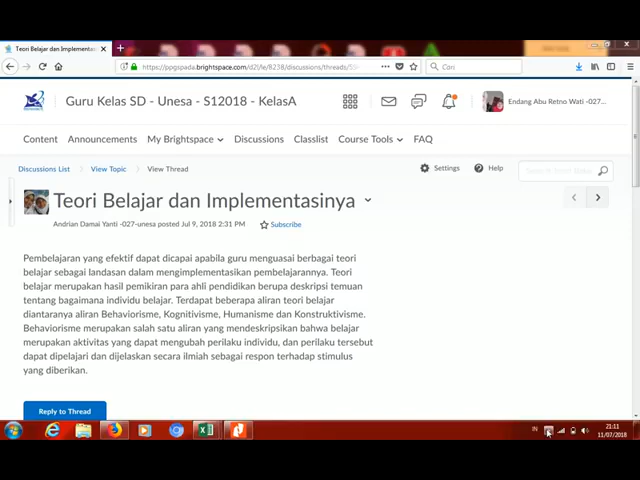 Teori Belajar dan Implementas
https://ppgspada.brightspace.com/d2l/le/8238/discussions/threads/
Cari
Guru Kelas SD - Unesa - S12018 - KelasA
Endang Abu Retno Wati -027...
Content Announcements My Brightspace Discussions Classlist Course Tools FAQ
Discussions List View Topic View Thread Settings Help
Teori Belajar dan Implementasinya
Andrian Damai Yanti -027-unesa posted Jul 9, 2018 2:31 PM Subscribe
Pembelajaran yang efektif dapat dicapai apabila guru menguasai berbagai teori
belajar sebagai landasan dalam mengimplementasikan pembelajarannya. Teori
belajar merupakan hasil pemikiran para ahli pendidikan berupa deskripsi temuan
tentang bagaimana individu belajar. Terdapat beberapa aliran teori belajar
diantaranya aliran Behaviorisme, Kognitivisme, Humanisme dan Konstruktivisme.
Behaviorisme merupakan salah satu aliran yang mendeskripsikan bahwa belajar
merupakan aktivitas yang dapat mengubah perilaku individu, dan perilaku tersebut
dapat dipelajari dan dijelaskan secara ilmiah sebagai respon terhadap stimulus
yang diberikan.
Reply to Thread
IN
21:11
11/07/2018